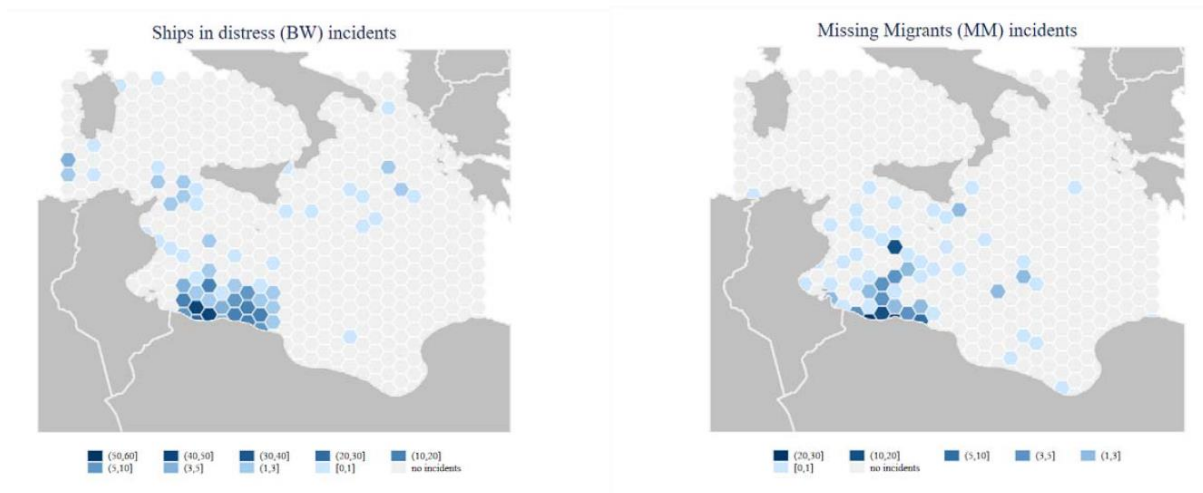 Ships in distress (BW) incidents
(50,60] (40,50] (30,40] (20,30] (10,20]
(5,10] (3,5] (1,3] [0,1] no incidents
Missing Migrants (MM) incidents
(20,30] (10,20] (5,10] (3,5] (1,3]
[0,1] no incidents